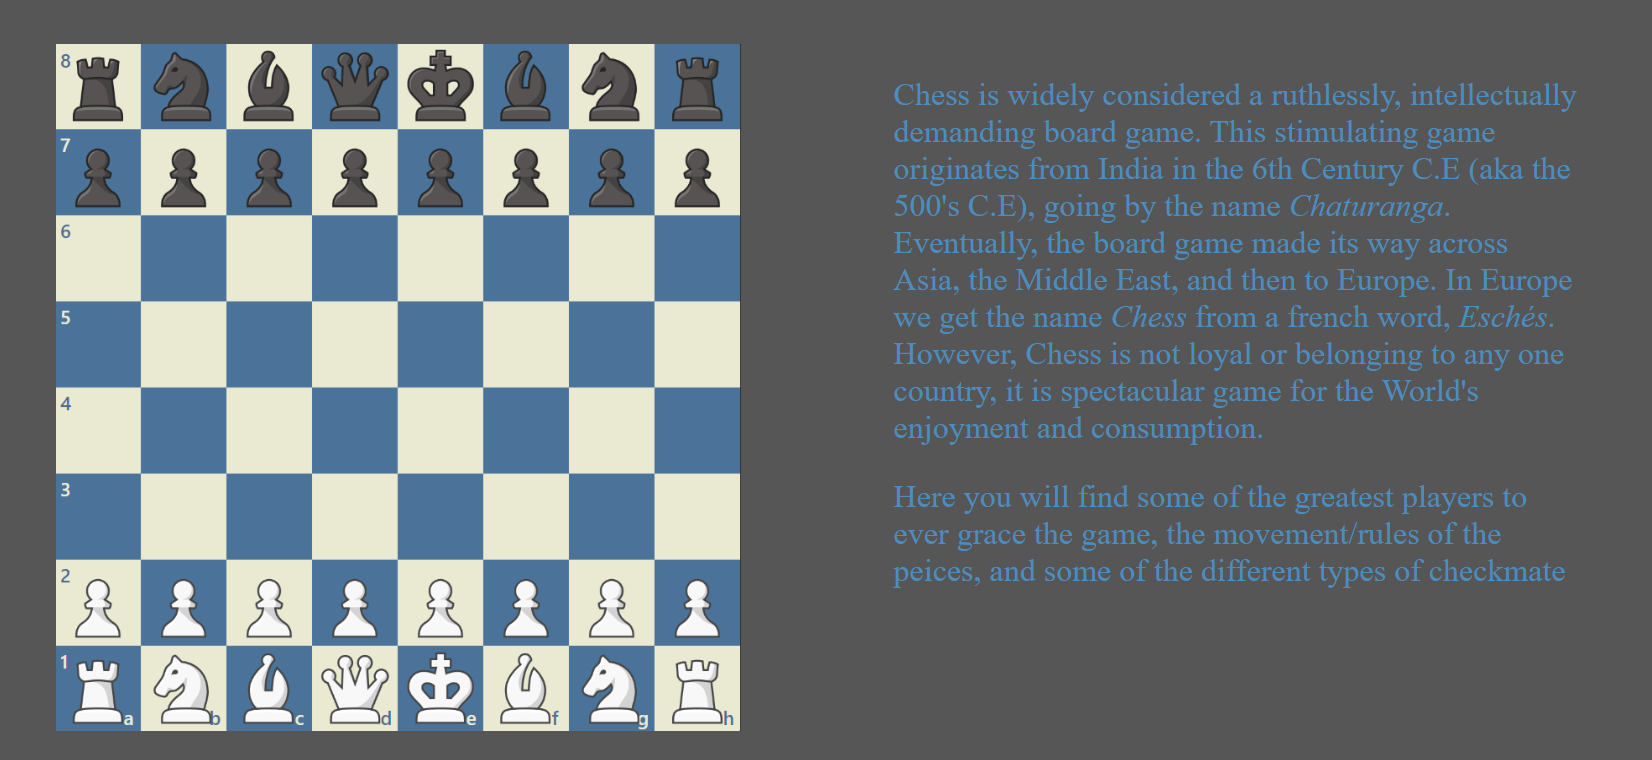 8
7
6
5
4
3
2
1
a b c d e f g h
Chess is widely considered a ruthlessly, intellectually
demanding board game. This stimulating game
originates from India in the 6th Century C.E (aka the
500's C.E), going by the name Chaturanga.
Eventually, the board game made its way across
Asia, the Middle East, and then to Europe. In Europe
we get the name Chess from a french word, Eschés.
However, Chess is not loyal or belonging to any one
country, it is spectacular game for the World's
enjoyment and consumption.
Here you will find some of the greatest players to
ever grace the game, the movement/rules of the
peices, and some of the different types of checkmate